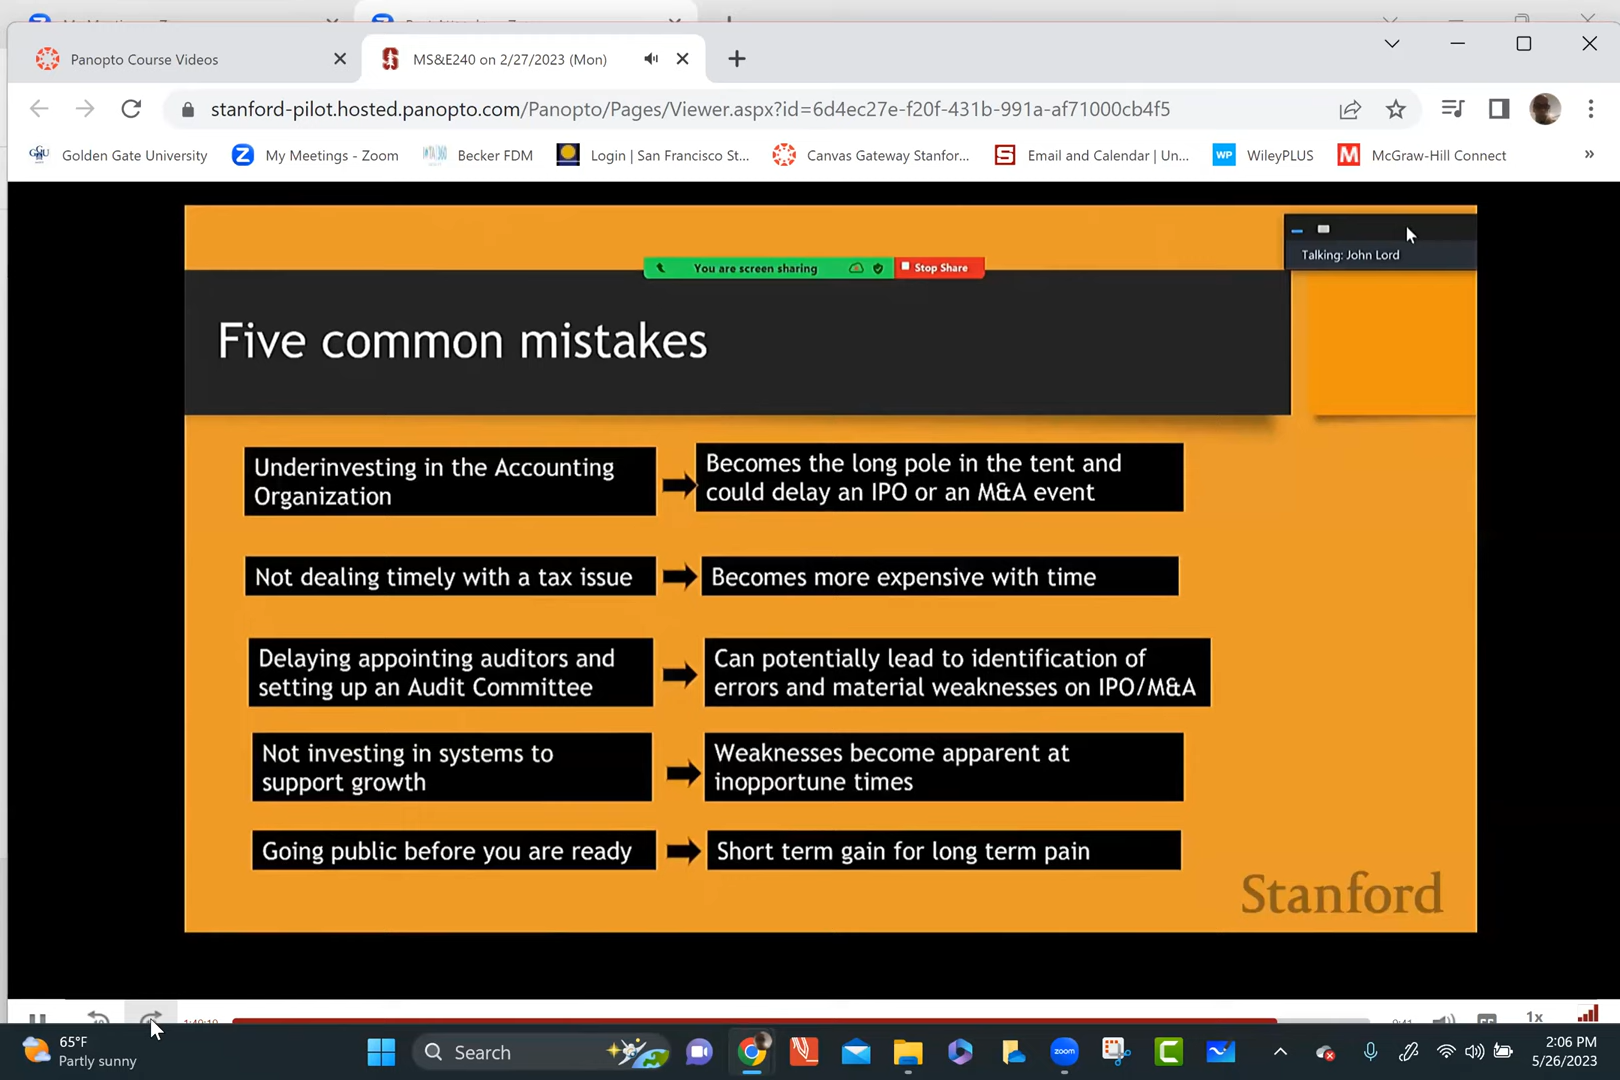 Panopto Course Videos
MS&E240 on 2/27/2023 (Mon)
stanford-pilot.hosted.panopto.com/Panopto/Pages/Viewer.aspx?id=6d4ec27e-f20f-431b-991a-af71000cb4f5
Golden Gate University
My Meetings - Zoom
Becker FDM
Login | San Francisco St...
Canvas Gateway Stanfor...
Email and Calendar | Un...
WP WileyPLUS
M McGraw-Hill Connect
You are screen sharing
Stop Share
Talking: John Lord
Five common mistakes
Underinvesting in the Accounting
Organization
Becomes the long pole in the tent and
could delay an IPO or an M&A event
Not dealing timely with a tax issue
Becomes more expensive with time
Delaying appointing auditors and
setting up an Audit Committee
Can potentially lead to identification of
errors and material weaknesses on IPO/M&A
Not investing in systems to
support growth
Weaknesses become apparent at
inopportune times
Going public before you are ready
Short term gain for long term pain
Stanford
1x
65°F
Partly sunny
Search
zoom
2:06 PM
5/26/2023